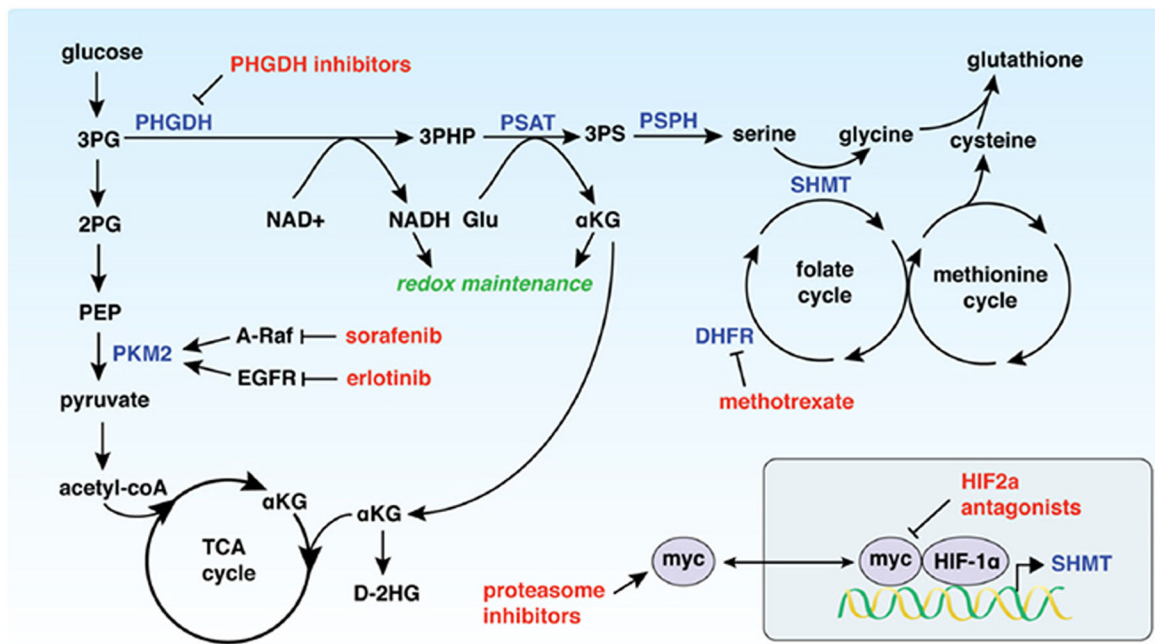 glucose
PHGDH inhibitors
glutathione
3PG
PHGDH
3PHP
PSAT
3PS
PSPH
serine
glycine
cysteine
SHMT
2PG
NAD+
NADH
Glu
αKG
redox maintenance
folate
cycle
methionine
cycle
PEP
PKM2
A-Raf
sorafenib
EGFR
erlotinib
DHFR
methotrexate
pyruvate
acetyl-coA
αKG
αKG
TCA
cycle
D-2HG
HIF2a
antagonists
proteasome
inhibitors
myc
myc
HIF-1α
SHMT